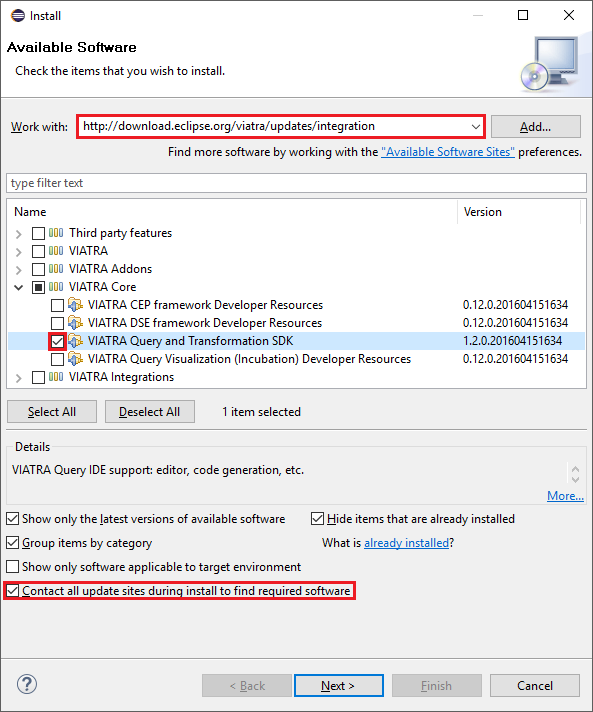 Install
Available Software
Check the items that you wish to install.
Work with: http://download.eclipse.org/viatra/updates/integration Add...
Find more software by working with the "Available Software Sites" preferences.
type filter text
Name Version
Third party features
VIATRA
VIATRA Addons
VIATRA Core
VIATRA CEP framework Developer Resources 0.12.0.201604151634
VIATRA DSE framework Developer Resources 0.12.0.201604151634
VIATRA Query and Transformation SDK 1.2.0.201604151634
VIATRA Query Visualization (Incubation) Developer Resources 0.12.0.201604151634
VIATRA Integrations
Select All Deselect All 1 item selected
Details
VIATRA Query IDE support: editor, code generation, etc.
More...
Show only the latest versions of available software Hide items that are already installed
Group items by category What is already installed?
Show only software applicable to target environment
Contact all update sites during install to find required software
? < Back Next > Finish Cancel